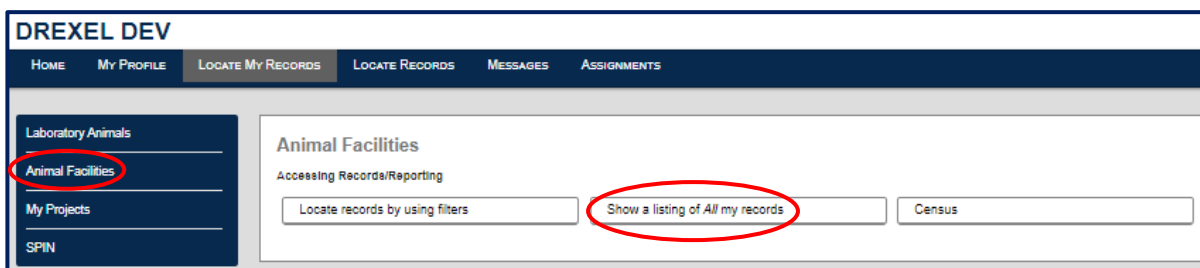 DREXEL DEV
HOME MY PROFILE LOCATE MY RECORDS LOCATE RECORDS MESSAGES ASSIGNMENTS
Laboratory Animals
Animal Facilities
My Projects
SPIN
Animal Facilities
Accessing Records/Reporting
Locate records by using filters Show a listing of All my records Census